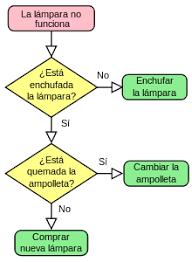 La lámpara no
funciona
¿Está
enchufada
la lámpara?
No
Enchufar
la lámpara
Sí
¿Está
quemada la
ampolleta?
Sí
Cambiar la
ampolleta
No
Comprar
nueva lámpara